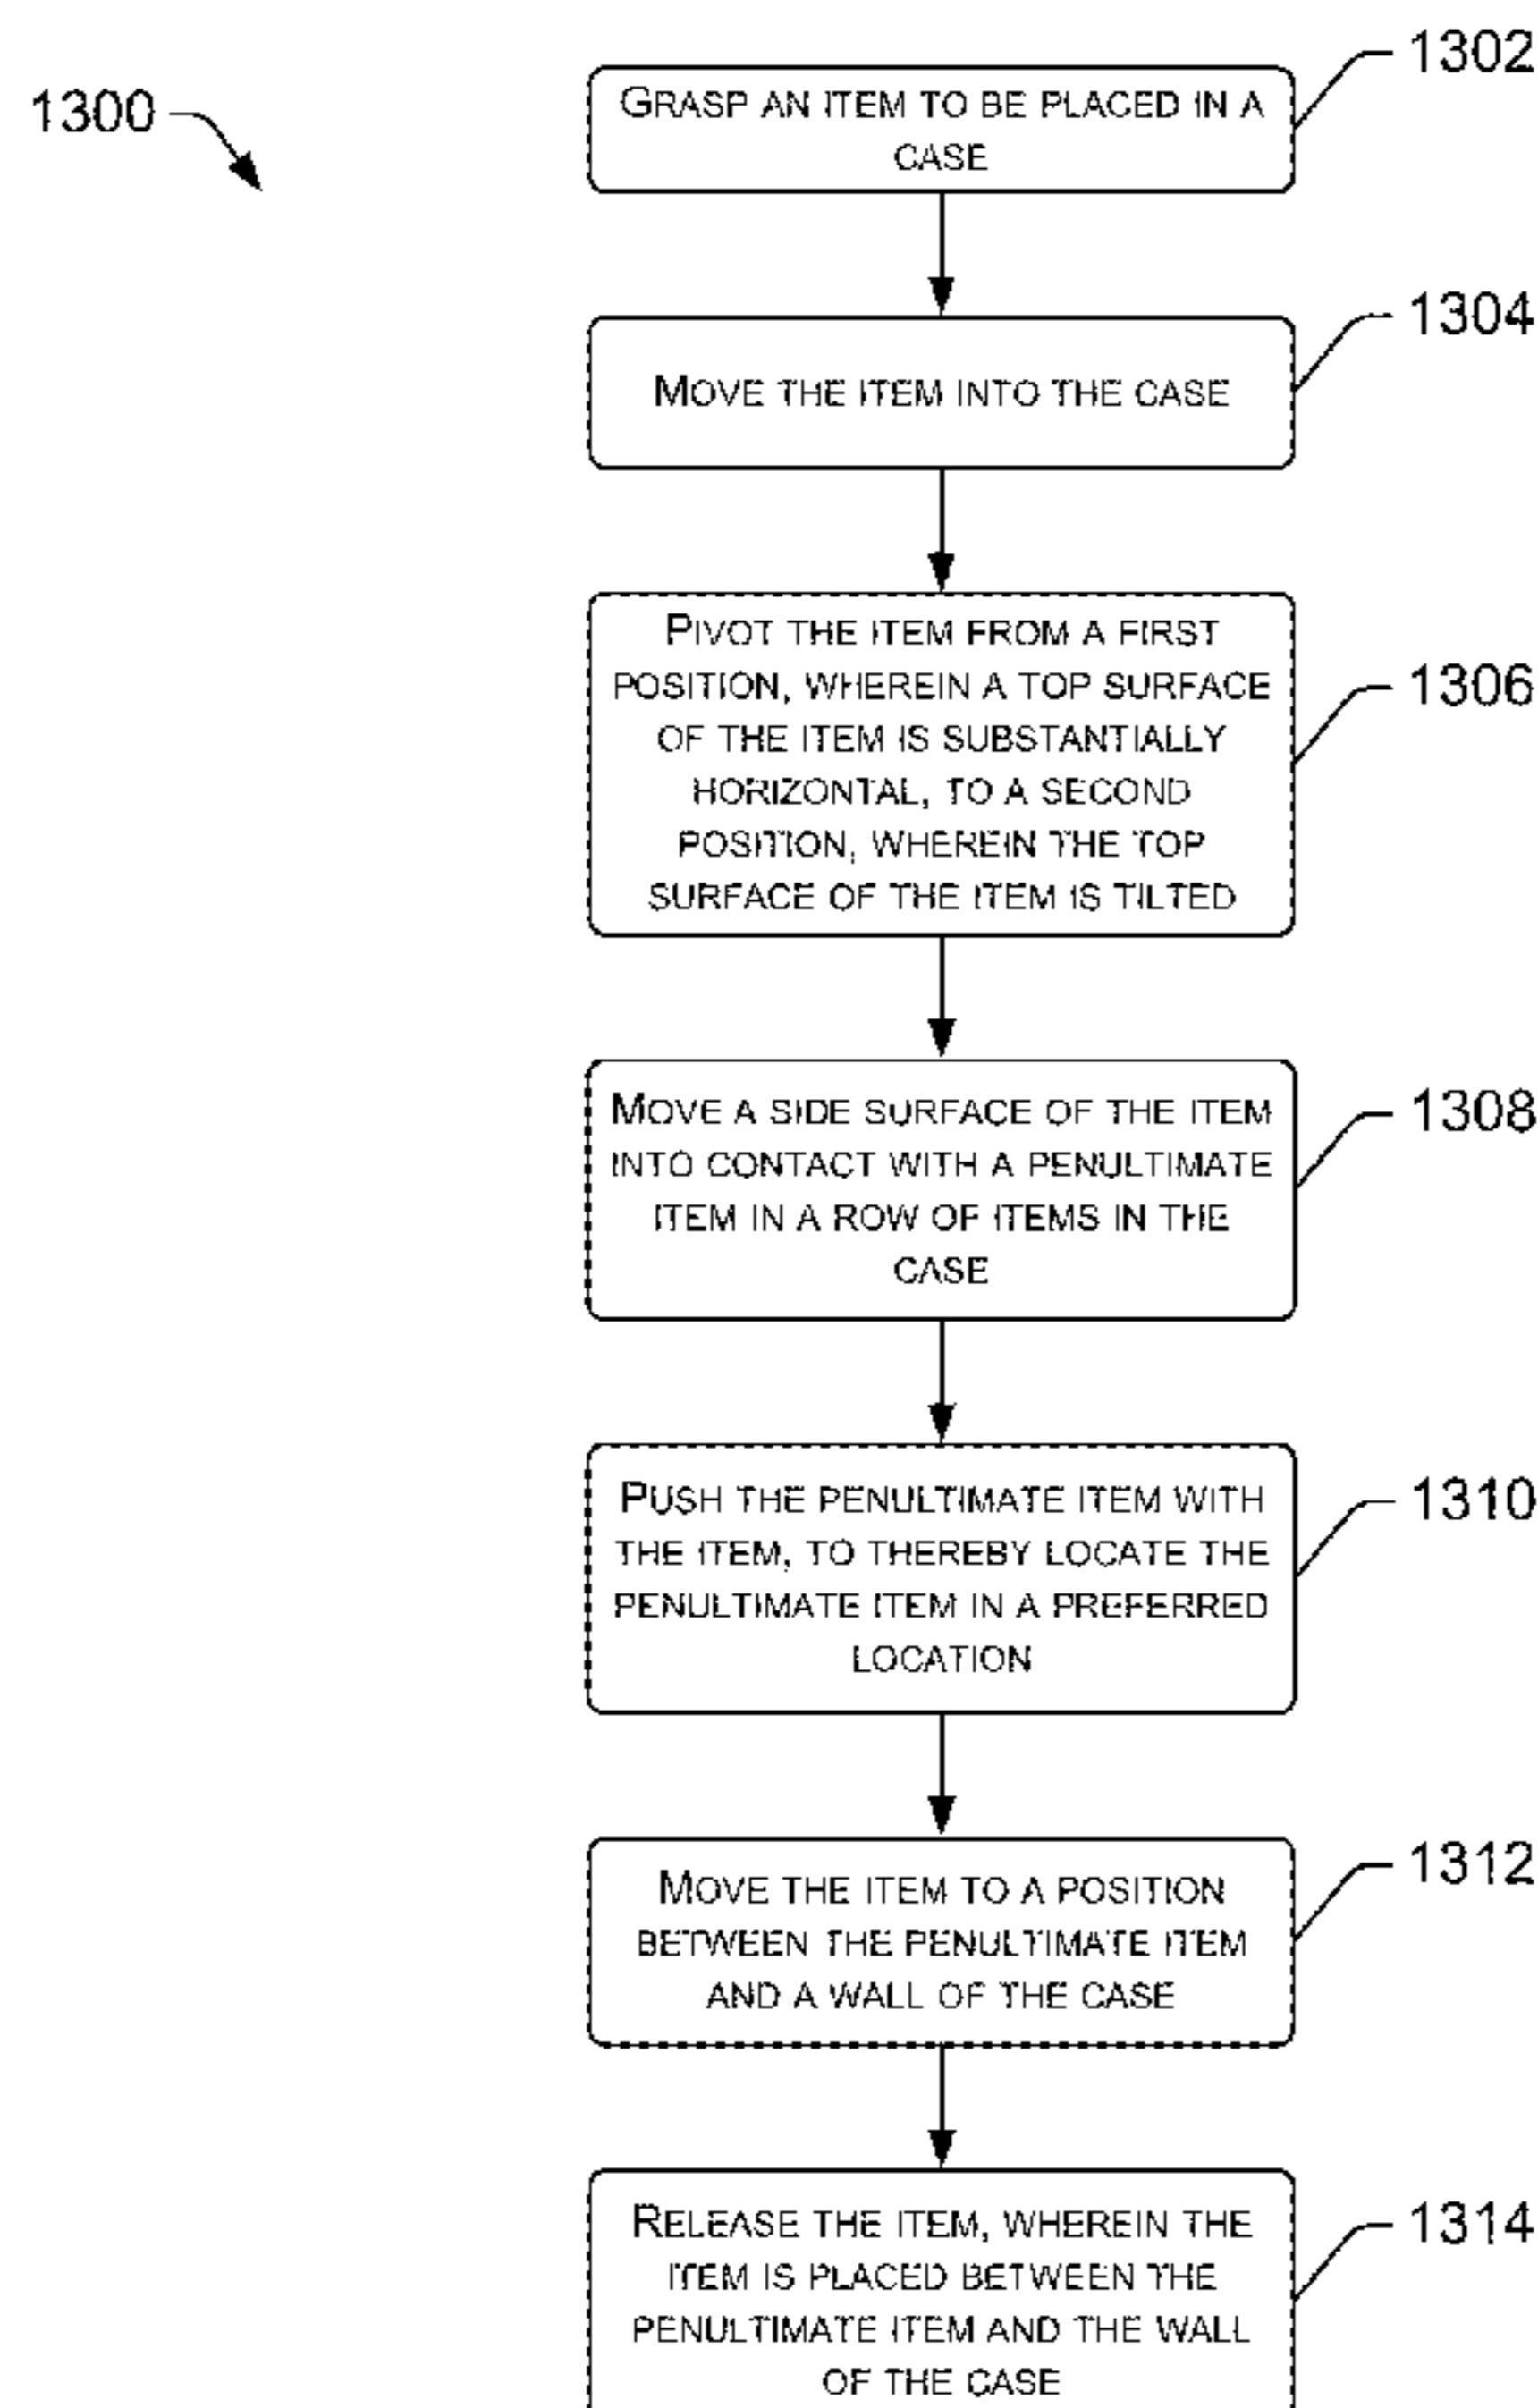 1300
1302
GRASP AN ITEM TO BE PLACED IN A
CASE
1304
MOVE THE ITEM INTO THE CASE
PIVOT THE ITEM FROM A FIRST
POSITION, WHEREIN A TOP SURFACE
OF THE ITEM IS SUBSTANTIALLY
HORIZONTAL, TO A SECOND
POSITION, WHEREIN THE TOP
SURFACE OF THE ITEM IS TILTED
1306
MOVE A SIDE SURFACE OF THE ITEM
INTO CONTACT WITH A PENULTIMATE
ITEM IN A ROW OF ITEMS IN THE
CASE
1308
PUSH THE PENULTIMATE ITEM WITH
THE ITEM, TO THEREBY LOCATE THE
PENULTIMATE ITEM IN A PREFERRED
LOCATION
1310
MOVE THE ITEM TO A POSITION
BETWEEN THE PENULTIMATE ITEM
AND A WALL OF THE CASE
1312
RELEASE THE ITEM, WHEREIN THE
ITEM IS PLACED BETWEEN THE
PENULTIMATE ITEM AND THE WALL
OF THE CASE
1314